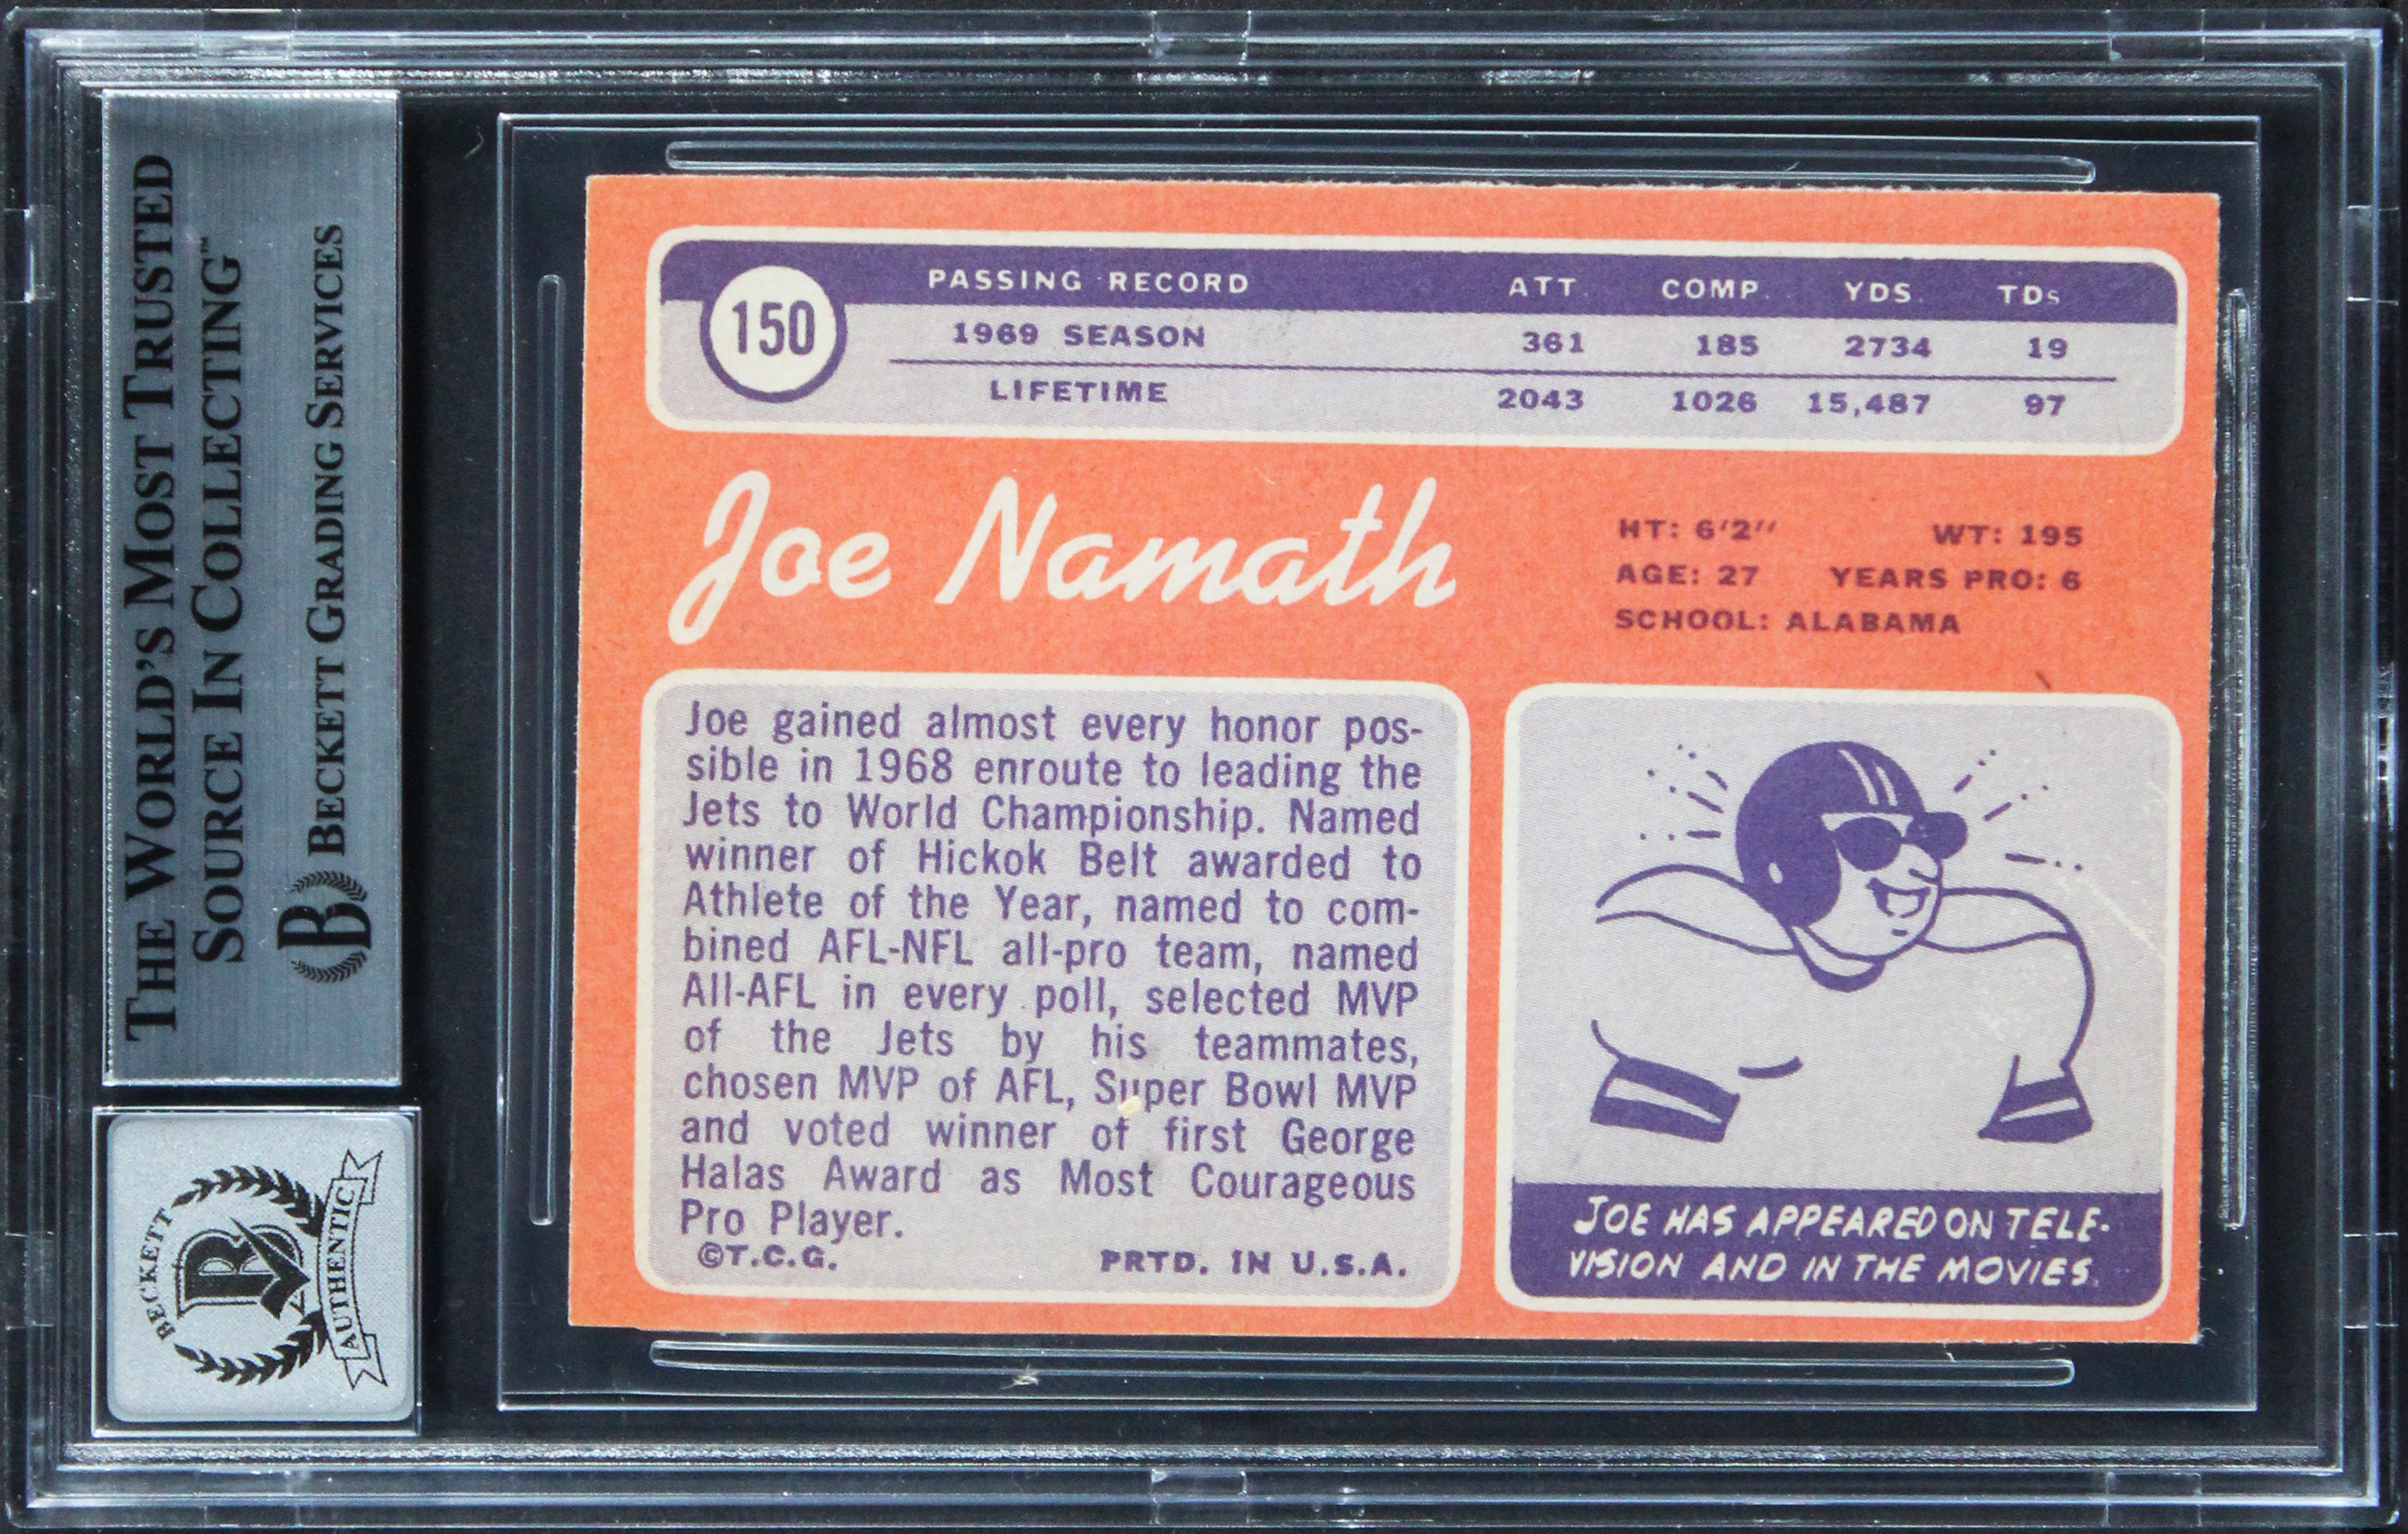 THE WORLD'S MOST TRUSTED
SOURCE IN COLLECTING™
BECKETT GRADING SERVICES
BECKETT
AUTHENTIC
150
PASSING RECORD ATT. COMP. YDS. TDs
1969 SEASON 361 185 2734 19
LIFETIME 2043 1026 15,487 97
Joe Namath
HT: 6'2" WT: 195
AGE: 27 YEARS PRO: 6
SCHOOL: ALABAMA
Joe gained almost every honor pos-
sible in 1968 enroute to leading the
Jets to World Championship. Named
winner of Hickok Belt awarded to
Athlete of the Year, named to com-
bined AFL-NFL all-pro team, named
All-AFL in every poll, selected MVP
of the Jets by his teammates,
chosen MVP of AFL, Super Bowl MVP
and voted winner of first George
Halas Award as Most Courageous
Pro Player.
©T.C.G. PRTD. IN U.S.A.
JOE HAS APPEARED ON TELE-
VISION AND IN THE MOVIES.